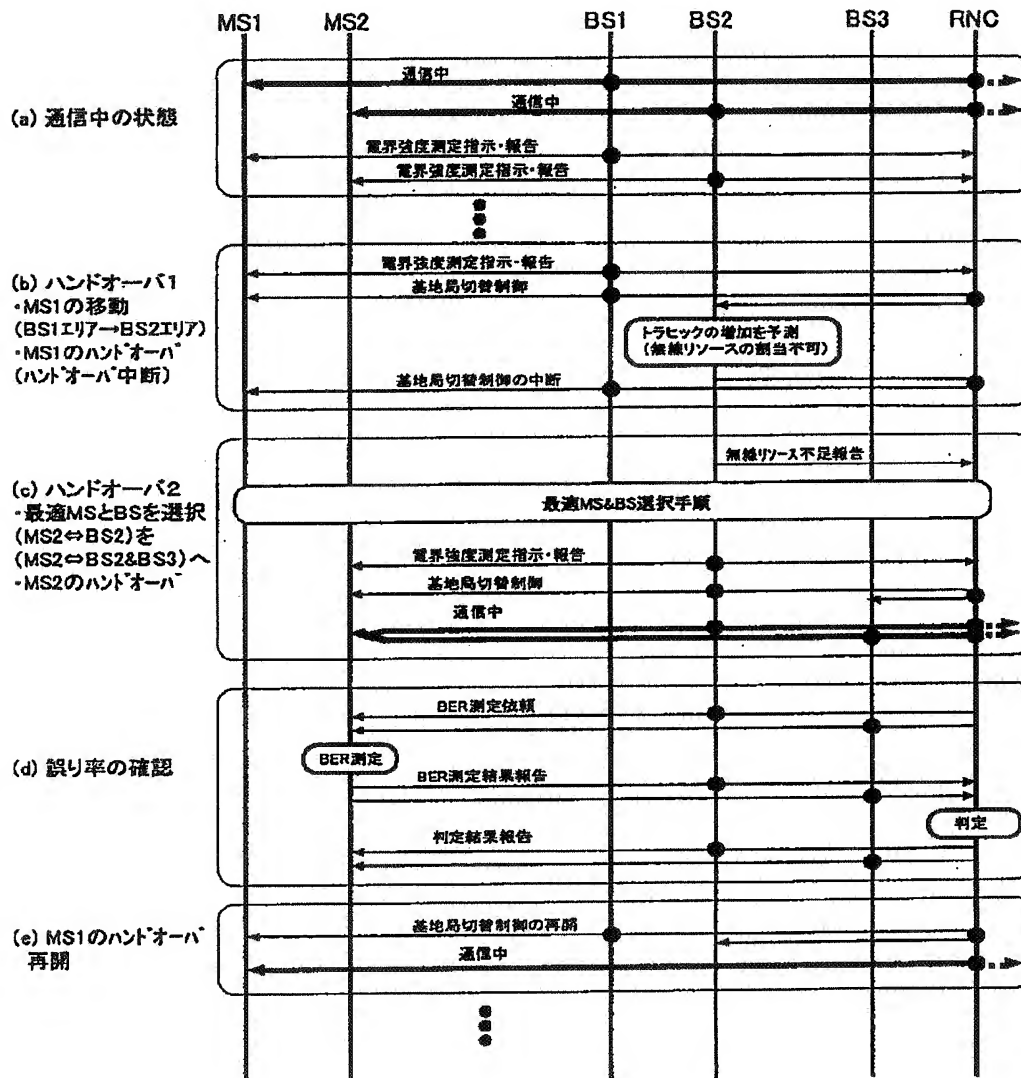 MS1 MS2 BS1 BS2 BS3 RNC
通信中
(a) 通信中の状態
通信中
電界強度測定指示・報告
電界強度測定指示・報告
(b) ハンドオーバ1
・MS1の移動
(BS1エリア→BS2エリア)
・MS1のハンドオーバ
(ハンドオーバ中断)
電界強度測定指示・報告
基地局切替制御
トラヒックの増加を予測
(無線リソースの割当不可)
基地局切替制御の中断
(c) ハンドオーバ2
・最適MSとBSを選択
(MS2⇔BS2)を
(MS2⇔BS2&BS3)へ
・MS2のハンドオーバ
無線リソース不足報告
最適MS&BS選択手順
電界強度測定指示・報告
基地局切替制御
通信中
(d) 誤り率の確認
BER測定依頼
BER測定
BER測定結果報告
判定
判定結果報告
(e) MS1のハンドオーバ
再開
基地局切替制御の再開
通信中